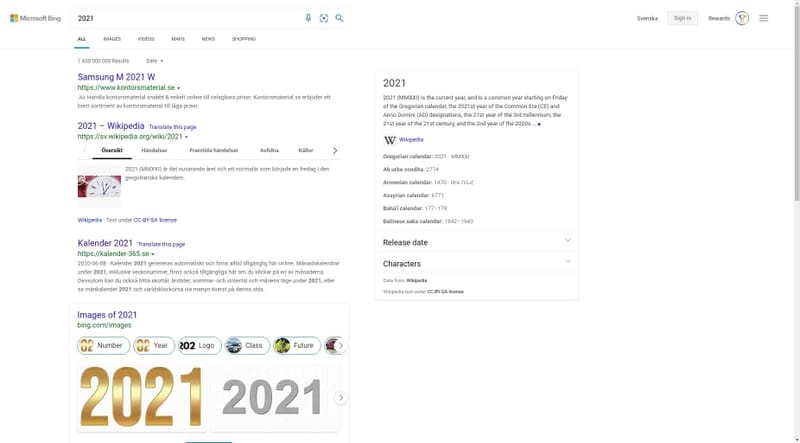 Microsoft Bing
2021
Svenska
Sign in
Rewards
ALL IMAGES VIDEOS MAPS NEWS SHOPPING
1 600 000 000 Results Date
Samsung M 2021 W
https://www.kontorsmaterial.se
Ad Handla kontorsmaterial snabbt & enkelt online till oslagbara priser. Kontorsmaterial.se erbjuder ett
brett sortiment av kontorsmaterial till låga priser.
2021 – Wikipedia Translate this page
https://sv.wikipedia.org/wiki/2021
Översikt Händelser Framtida händelser Avlidna Källor
2021 (MMXXI) är det nuvarande året och ett normalår som började en fredag i den
gregorianska kalendern.
Wikipedia · Text under CC-BY-SA license
Kalender 2021 Translate this page
https://kalender-365.se
2020-06-08 · Kalender 2021 genereras automatiskt och finns alltid tillgänglig här online. Månadskalendrar
under 2021, inklusive veckonummer, finns också tillgängliga här om du klickar på en av månaderna.
Dessutom kan du också hitta skottår, årstider, sommar- och vintertid och månens läge under 2021, eller
se månkalender 2021 och världsklockorna via menyn överst på denna sida.
Images of 2021
bing.com/images
Number Year Logo Class Future
2021 2021
2021
2021 (MMXXI) is the current year, and is a common year starting on Friday
of the Gregorian calendar, the 2021st year of the Common Era (CE) and
Anno Domini (AD) designations, the 21st year of the 3rd millennium, the
21st year of the 21st century, and the 2nd year of the 2020s …
W Wikipedia
Gregorian calendar: 2021 · MMXXI
Ab urbe condita: 2774
Armenian calendar: 1470
Assyrian calendar: 6771
Bahá'í calendar: 177–178
Balinese saka calendar: 1942–1943
Release date
Characters
Data from: Wikipedia
Wikipedia text under CC-BY-SA license